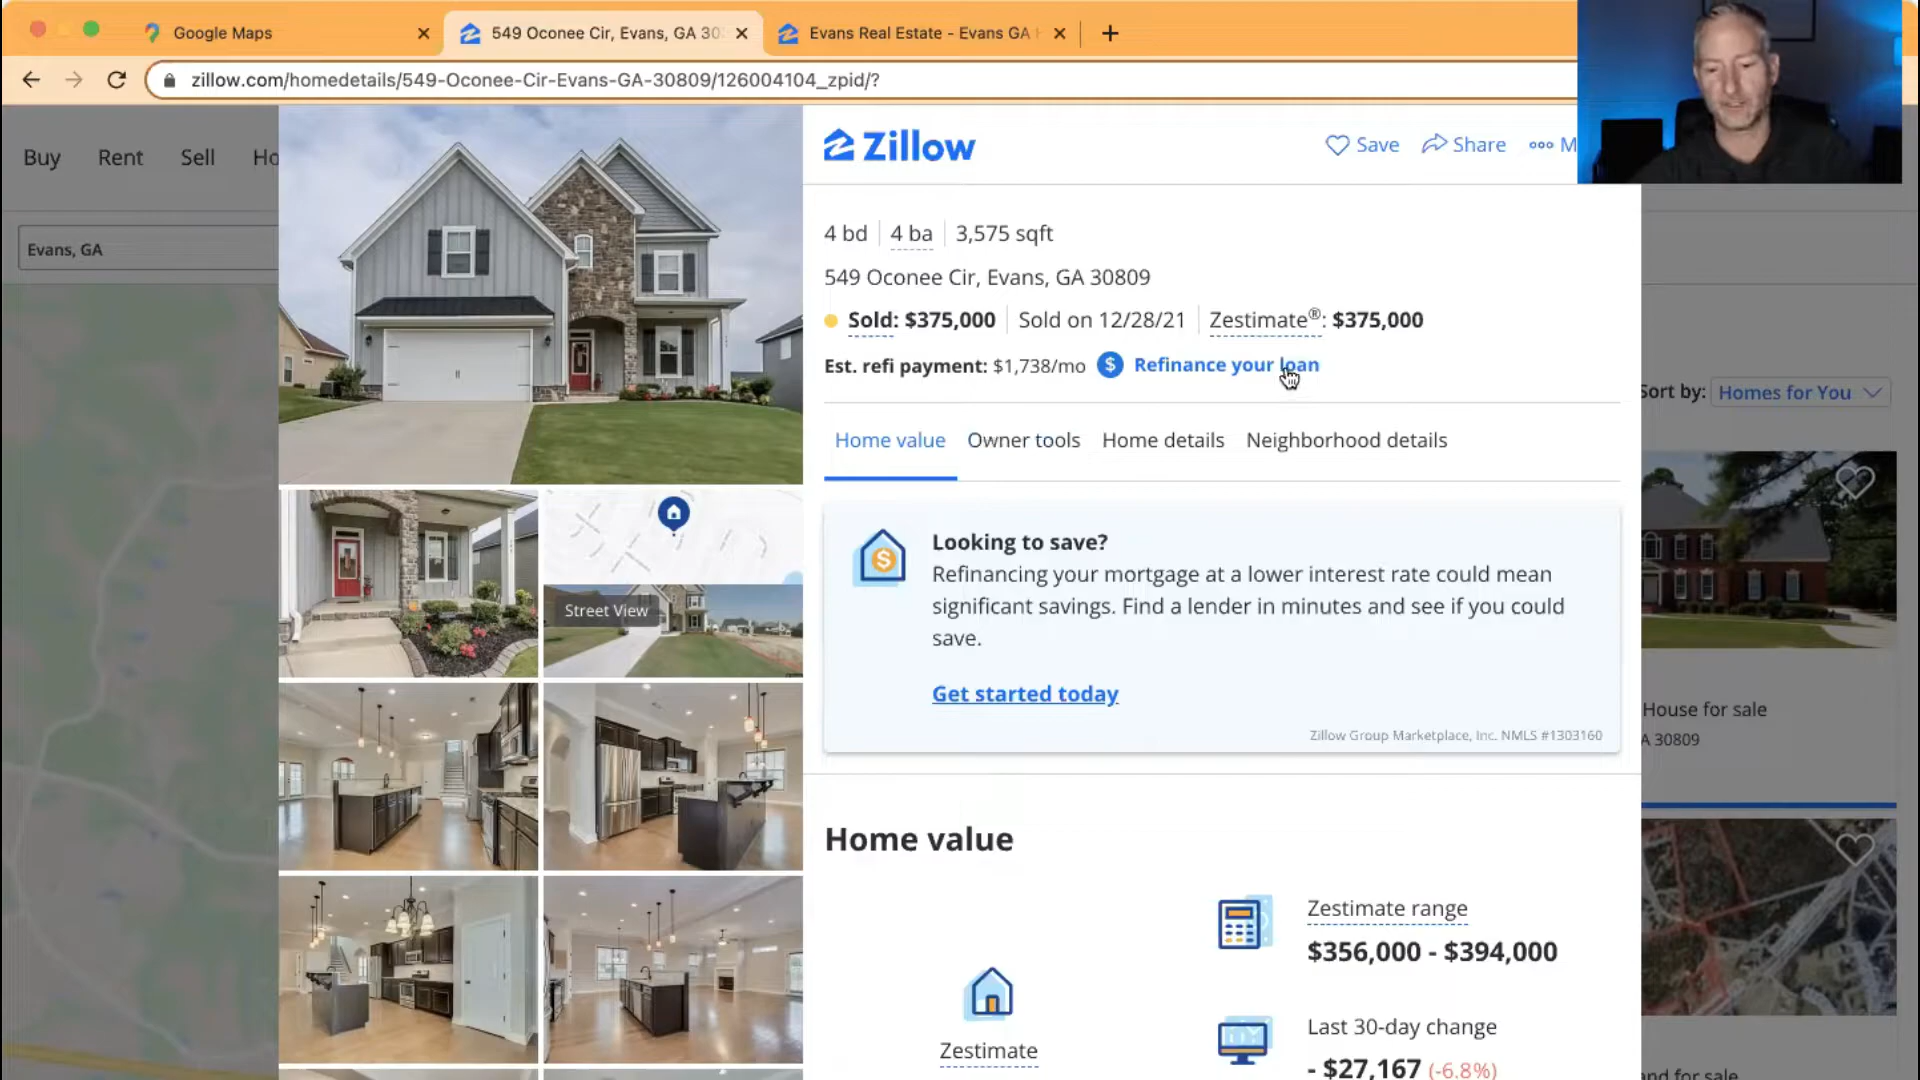 Google Maps
549 Oconee Cir, Evans, GA 30
Evans Real Estate - Evans GA
zillow.com/homedetails/549-Oconee-Cir-Evans-GA-30809/126004104_zpid/?
Buy Rent Sell Ho
Zillow
Save Share M
Evans, GA
4 bd 4 ba 3,575 sqft
549 Oconee Cir, Evans, GA 30809
Sold: $375,000 Sold on 12/28/21 Zestimate®: $375,000
Est. refi payment: $1,738/mo $ Refinance your loan
Sort by: Homes for You
Home value Owner tools Home details Neighborhood details
Looking to save?
Refinancing your mortgage at a lower interest rate could mean
significant savings. Find a lender in minutes and see if you could
save.
Get started today
Zillow Group Marketplace, Inc. NMLS #1303160
Street View
House for sale
A 30809
Home value
Zestimate range
$356,000 - $394,000
Zestimate
Last 30-day change
- $27,167 (-6.8%)
and for sale